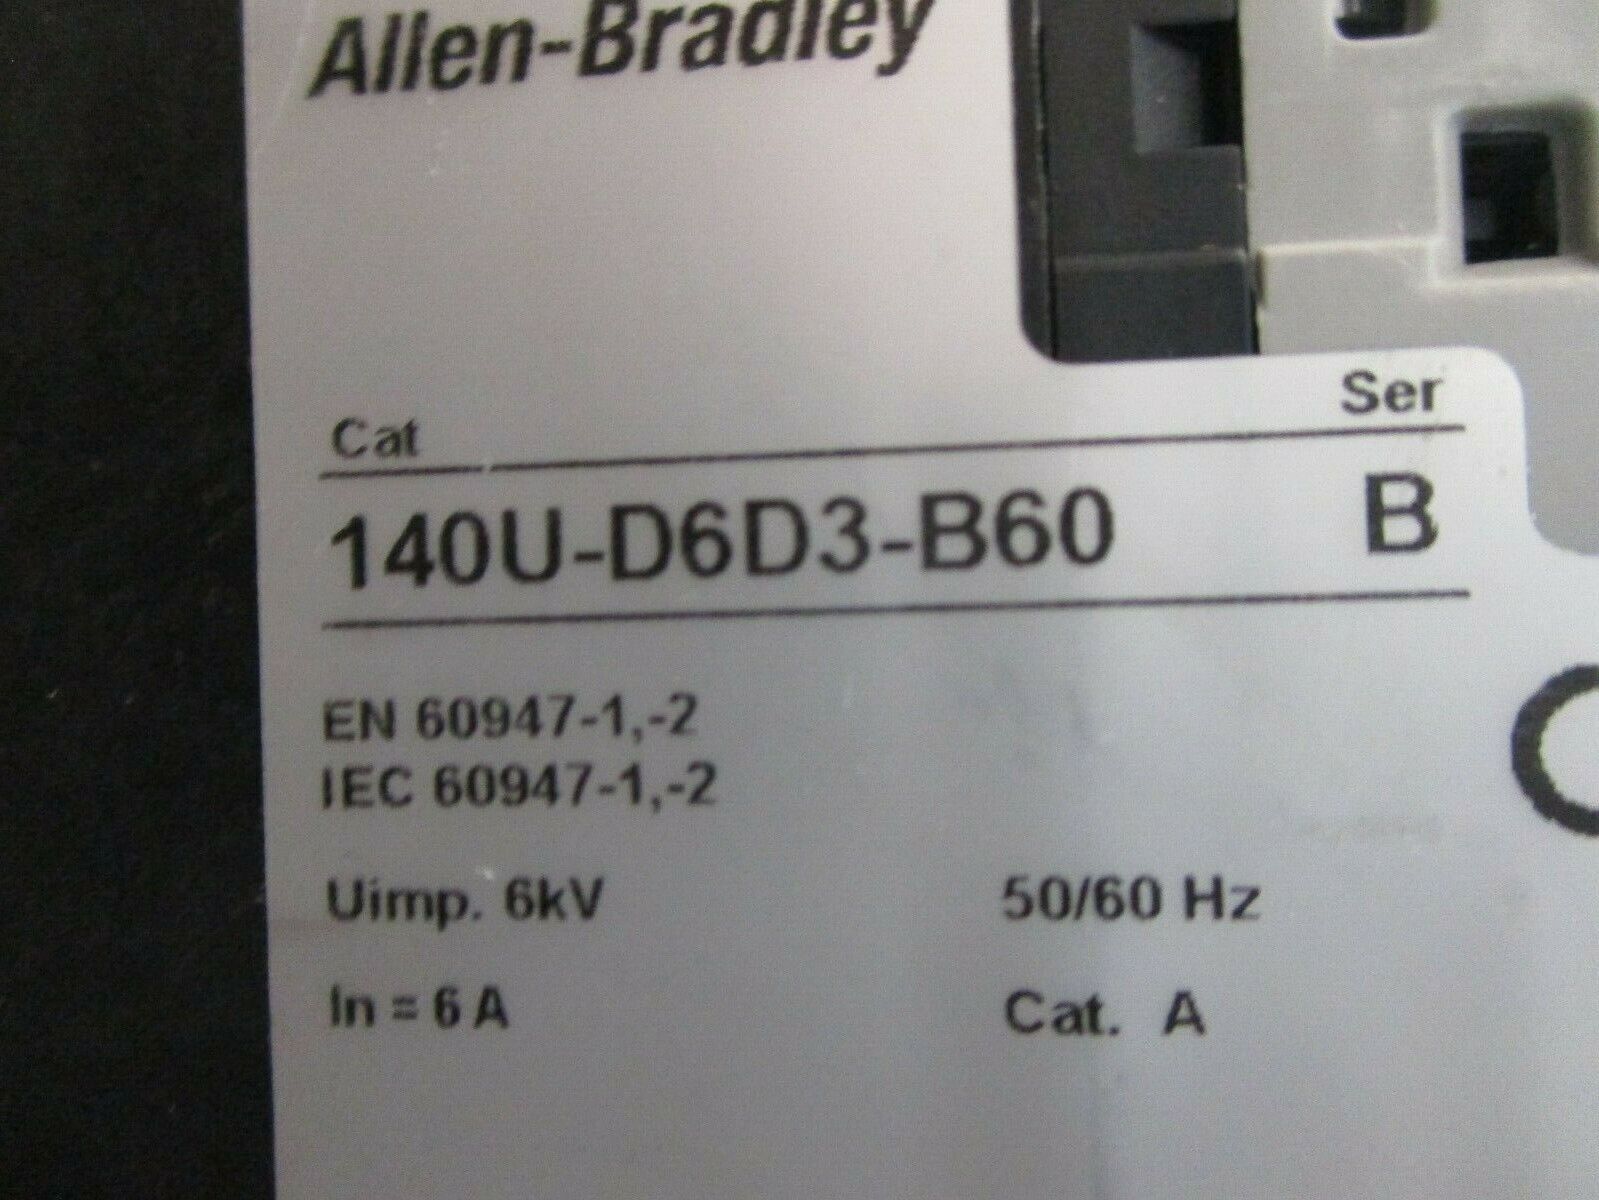 Allen-Bradley
Cat Ser
140U-D6D3-B60 B
EN 60947-1,-2
IEC 60947-1,-2
Uimp. 6kV 50/60 Hz
In = 6 A Cat. A